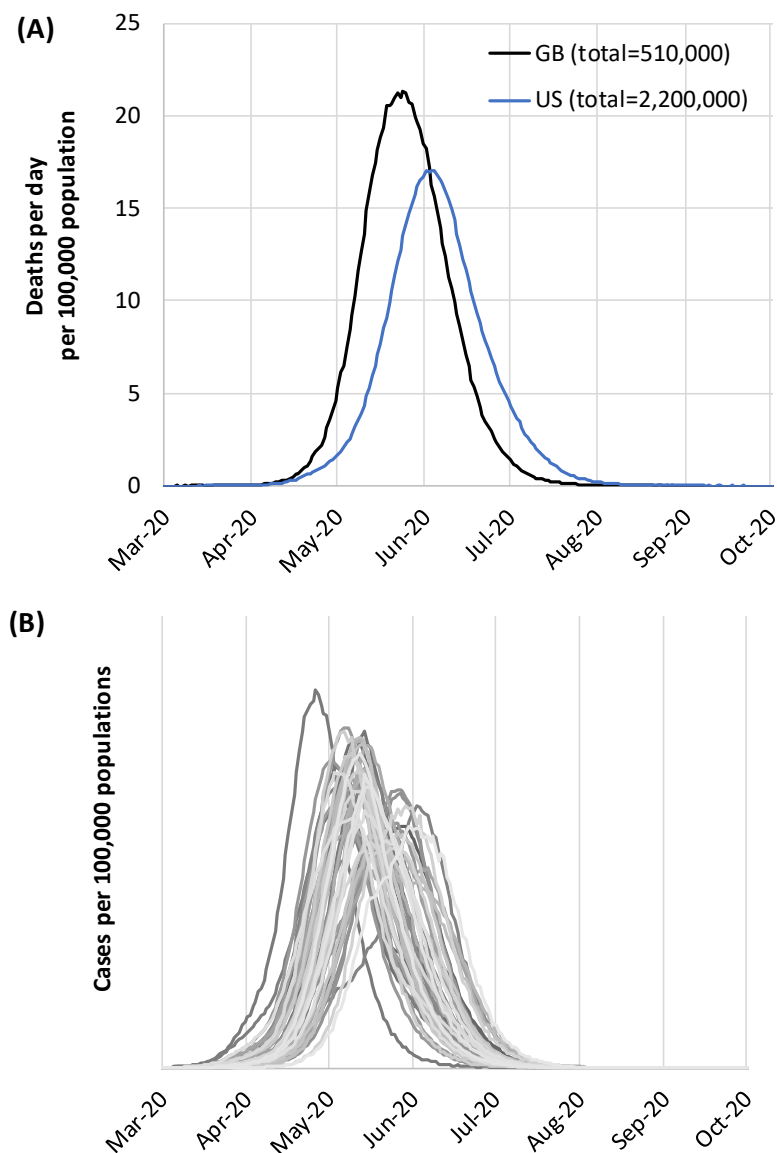 (A)
25
20
15
10
5
0
Deaths per day
per 100,000 population
GB (total=510,000)
US (total=2,200,000)
Mar-20
Apr-20
May-20
Jun-20
Jul-20
Aug-20
Sep-20
Oct-20
(B)
Cases per 100,000 populations
Mar-20
Apr-20
May-20
Jun-20
Jul-20
Aug-20
Sep-20
Oct-20